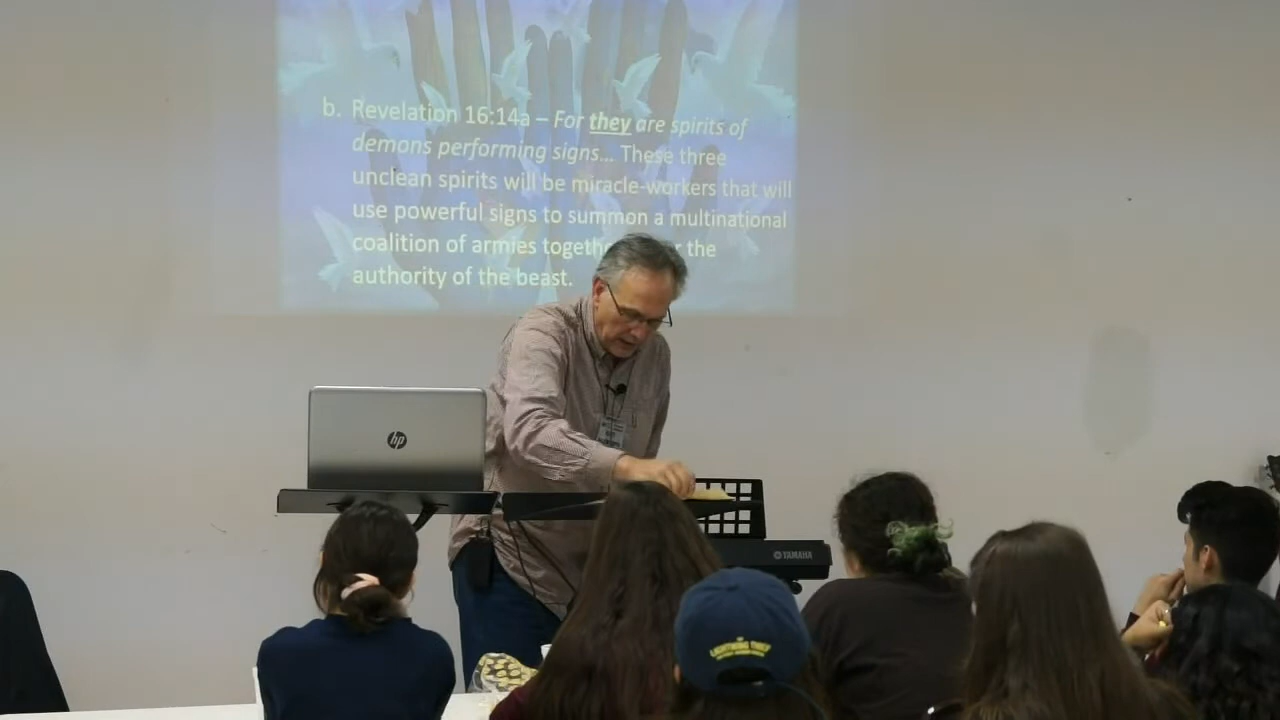 b. Revelation 16:14a – For they are spirits of
demons performing signs... These three
unclean spirits will be miracle-workers that will
use powerful signs to summon a multinational
coalition of armies the
authority of the beast.
hp
YAMAHA